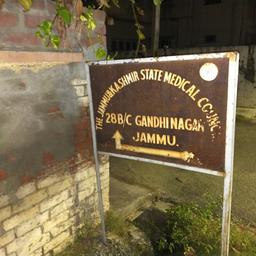 THE JAMMU&KASHMIR STATE MEDICAL COUNCIL
28B/C GANDHI NAGAR
JAMMU.